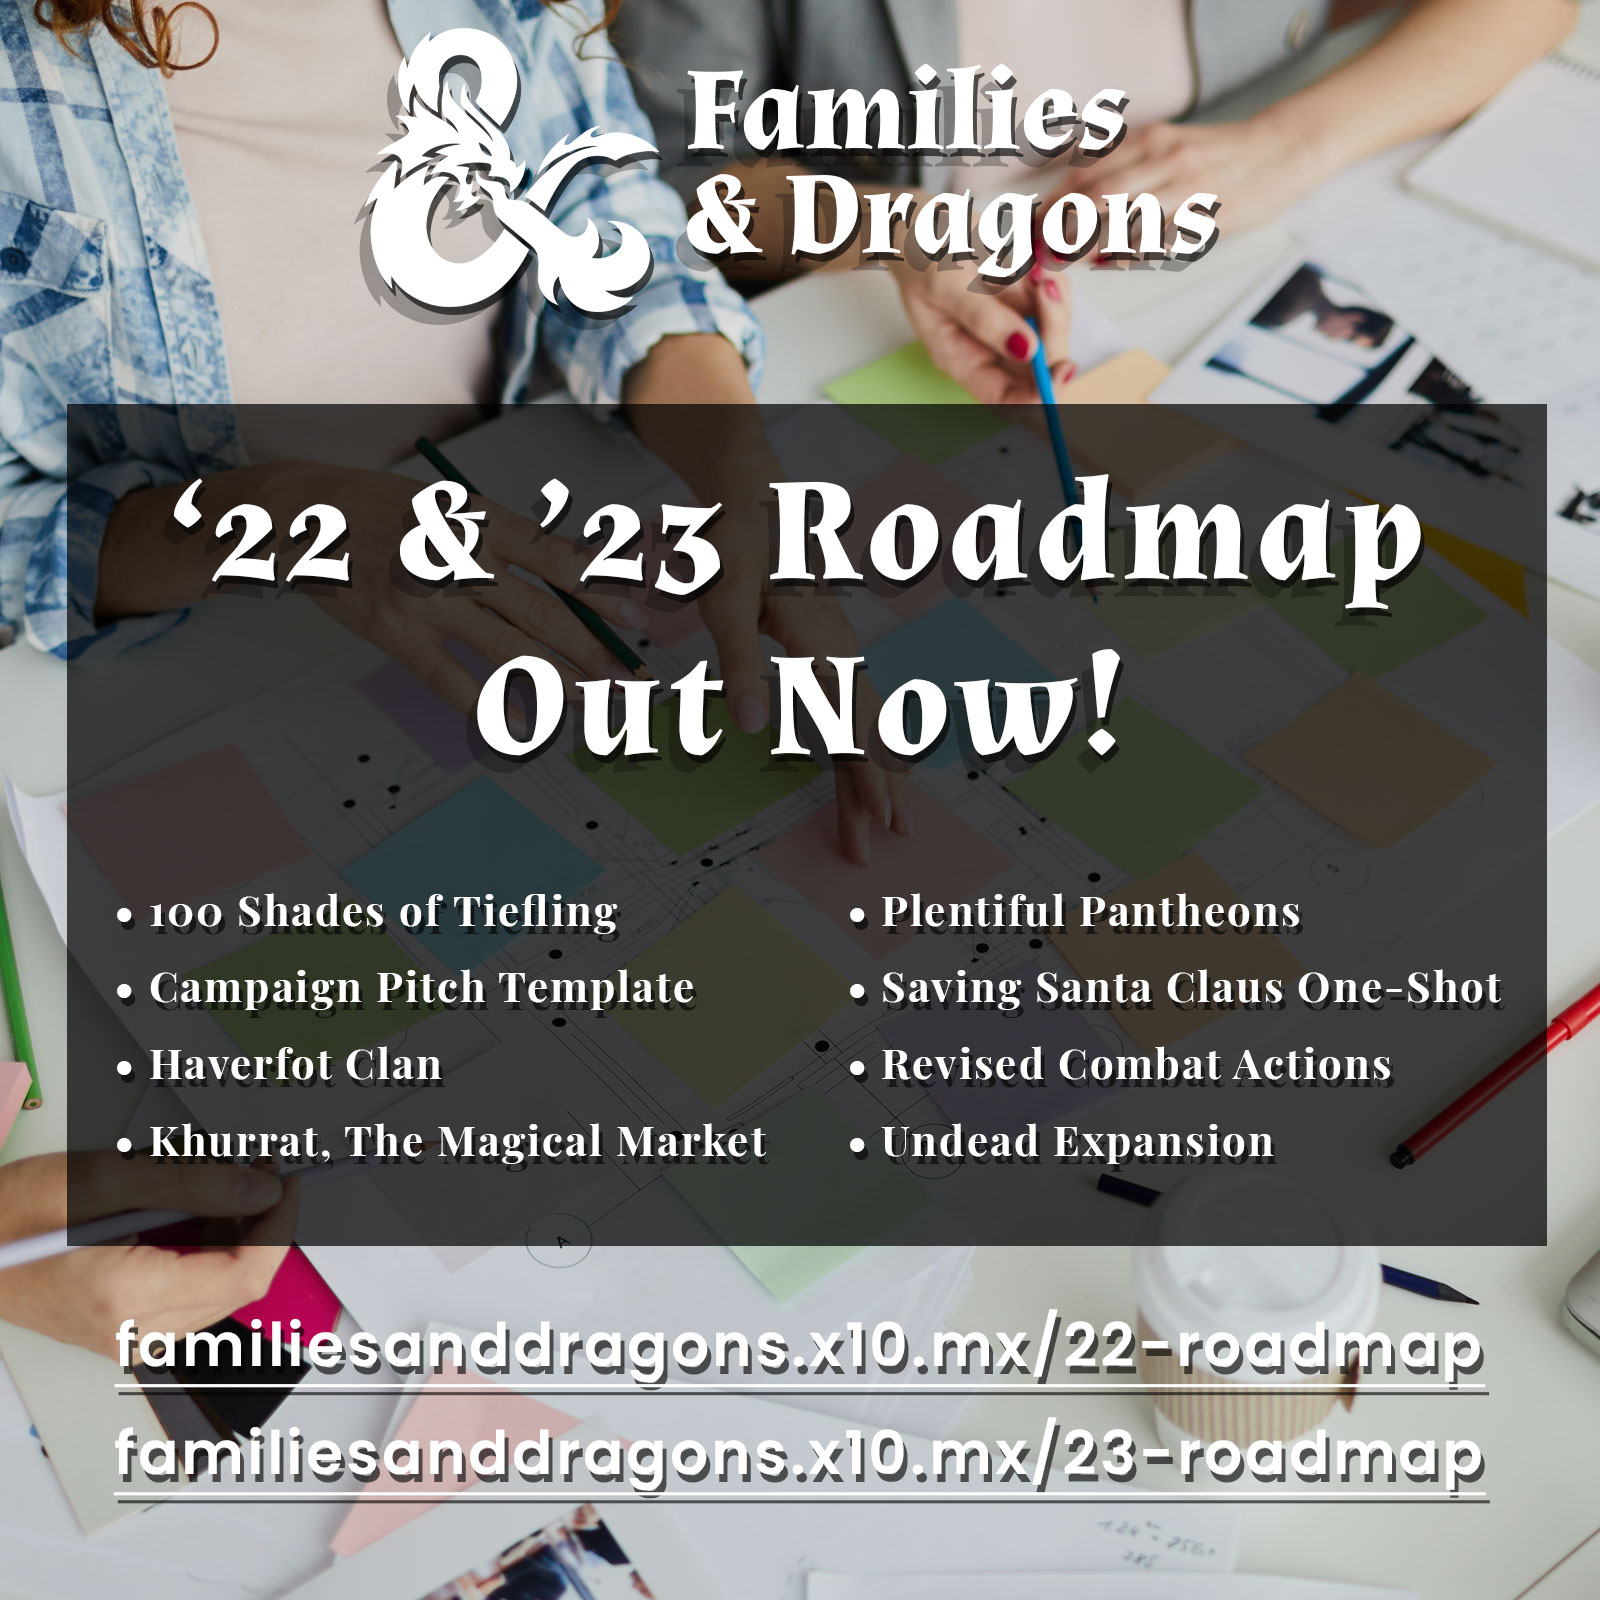 Families
& Dragons
‘22 & ’23 Roadmap
Out Now!
• 100 Shades of Tiefling
• Campaign Pitch Template
• Haverfot Clan
• Khurrat, The Magical Market
• Plentiful Pantheons
• Saving Santa Claus One-Shot
• Revised Combat Actions
• Undead Expansion
familiesanddragons.x10.mx/22-roadmap
familiesanddragons.x10.mx/23-roadmap